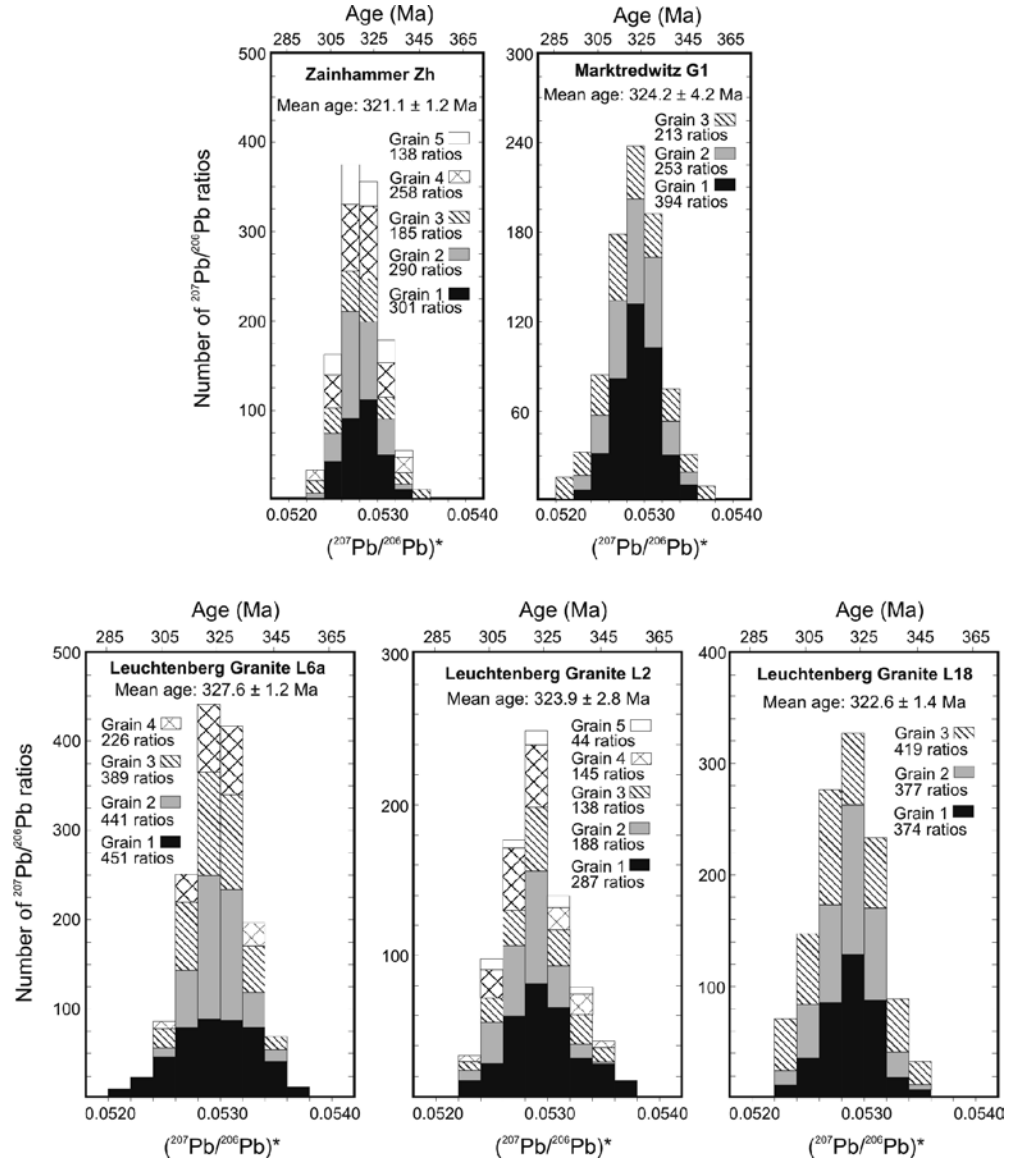 Age (Ma)
285 305 325 345 365
500
Zainhammer Zh
Mean age: 321.1 ± 1.2 Ma
400
Grain 5
138 ratios
Grain 4
258 ratios
300
Grain 3
185 ratios
Grain 2
290 ratios
200
Grain 1
301 ratios
100
Number of ²⁰⁷Pb/²⁰⁶Pb ratios
0.0520 0.0530 0.0540
(²⁰⁷Pb/²⁰⁶Pb)*
Age (Ma)
285 305 325 345 365
300
Marktredwitz G1
Mean age: 324.2 ± 4.2 Ma
Grain 3
213 ratios
240
Grain 2
253 ratios
Grain 1
394 ratios
180
120
60
0.0520 0.0530 0.0540
(²⁰⁷Pb/²⁰⁶Pb)*
Age (Ma)
285 305 325 345 365
500
Leuchtenberg Granite L6a
Mean age: 327.6 ± 1.2 Ma
Grain 4
226 ratios
400
Grain 3
389 ratios
Grain 2
441 ratios
300
Grain 1
451 ratios
200
100
Number of ²⁰⁷Pb/²⁰⁶Pb ratios
0.0520 0.0530 0.0540
(²⁰⁷Pb/²⁰⁶Pb)*
Age (Ma)
285 305 325 345 365
300
Leuchtenberg Granite L2
Mean age: 323.9 ± 2.8 Ma
Grain 5
44 ratios
Grain 4
145 ratios
Grain 3
138 ratios
200
Grain 2
188 ratios
Grain 1
287 ratios
100
0.0520 0.0530 0.0540
(²⁰⁷Pb/²⁰⁶Pb)*
Age (Ma)
285 305 325 345 365
400
Leuchtenberg Granite L18
Mean age: 322.6 ± 1.4 Ma
Grain 3
419 ratios
300
Grain 2
377 ratios
Grain 1
374 ratios
200
100
0.0520 0.0530 0.0540
(²⁰⁷Pb/²⁰⁶Pb)*